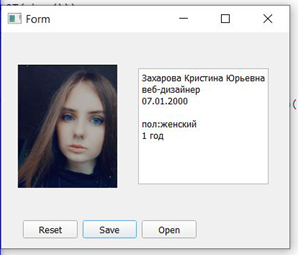 Form
Захарова Кристина Юрьевна
веб-дизайнер
07.01.2000
пол:женский
1 год
Reset
Save
Open